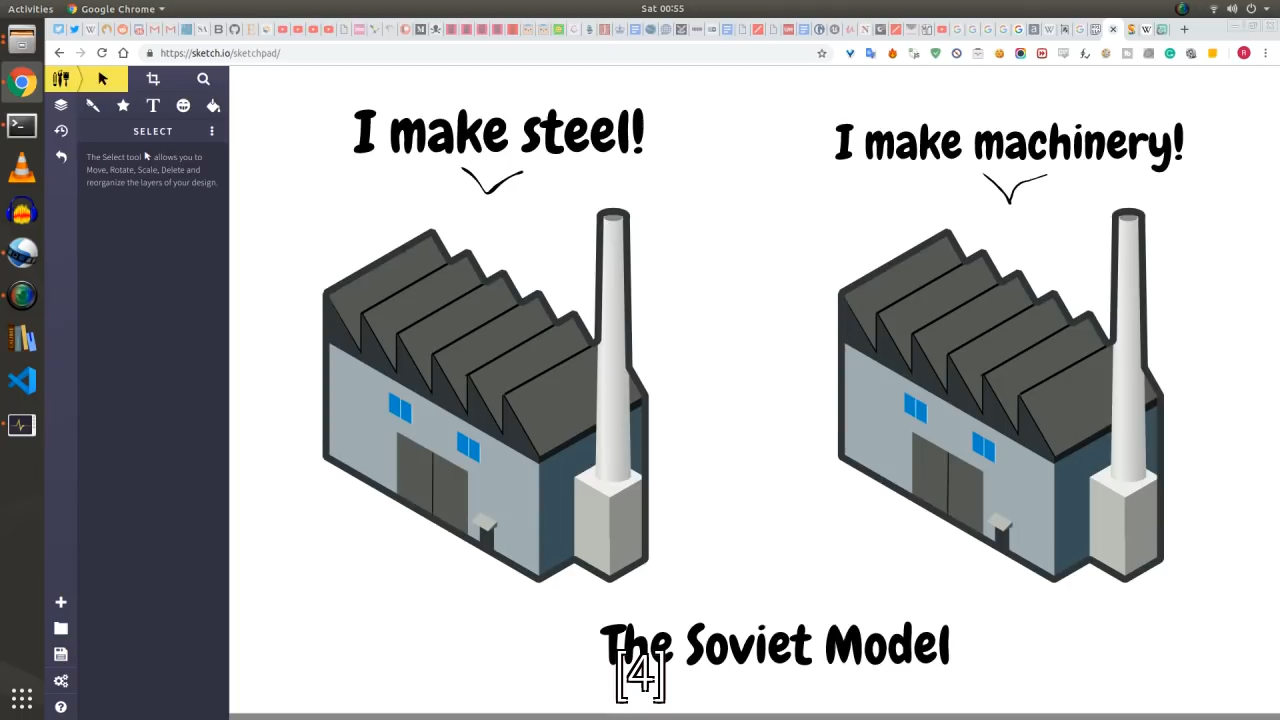 Activities
Google Chrome
Sat 00:55
https://sketch.io/sketchpad/
SELECT
The Select tool allows you to
Move, Rotate, Scale, Delete and
reorganize the layers of your design.
I make steel!
I make machinery!
The Soviet Model
[4]